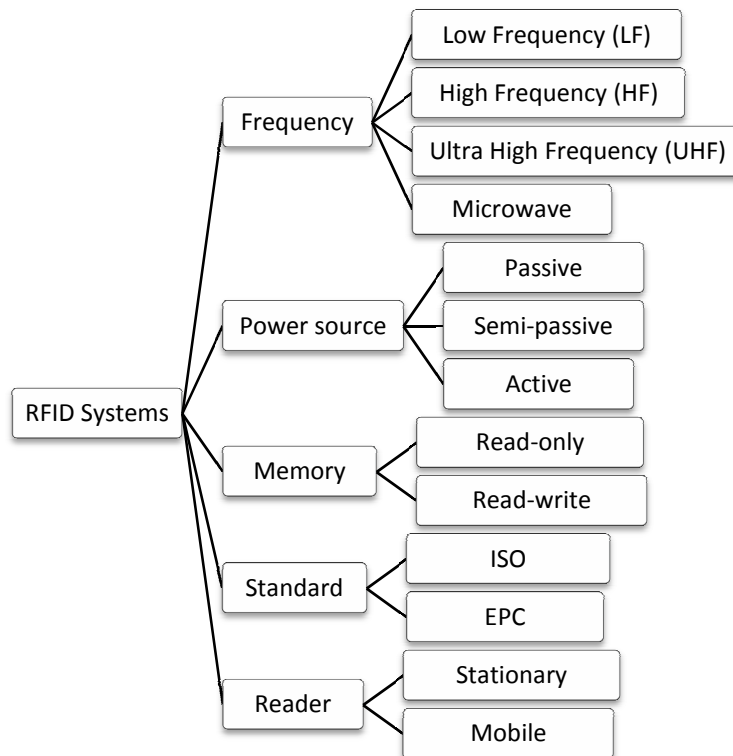 RFID Systems
Frequency
Low Frequency (LF)
High Frequency (HF)
Ultra High Frequency (UHF)
Microwave
Power source
Passive
Semi-passive
Active
Memory
Read-only
Read-write
Standard
ISO
EPC
Reader
Stationary
Mobile